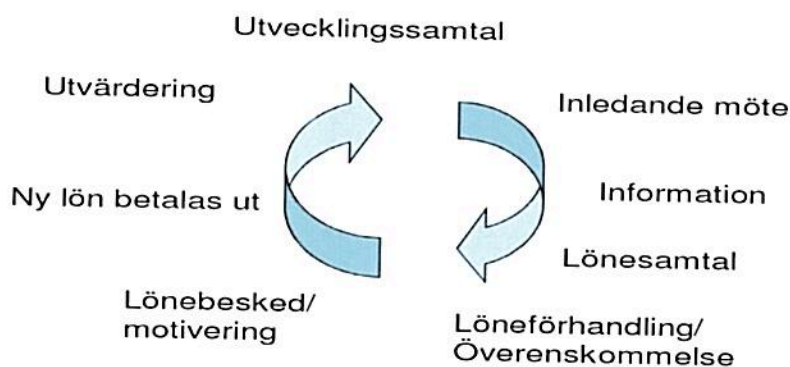 Utvecklingssamtal
Inledande möte
Information
Lönesamtal
Löneförhandling/
Överenskommelse
Lönebesked/
motivering
Ny lön betalas ut
Utvärdering